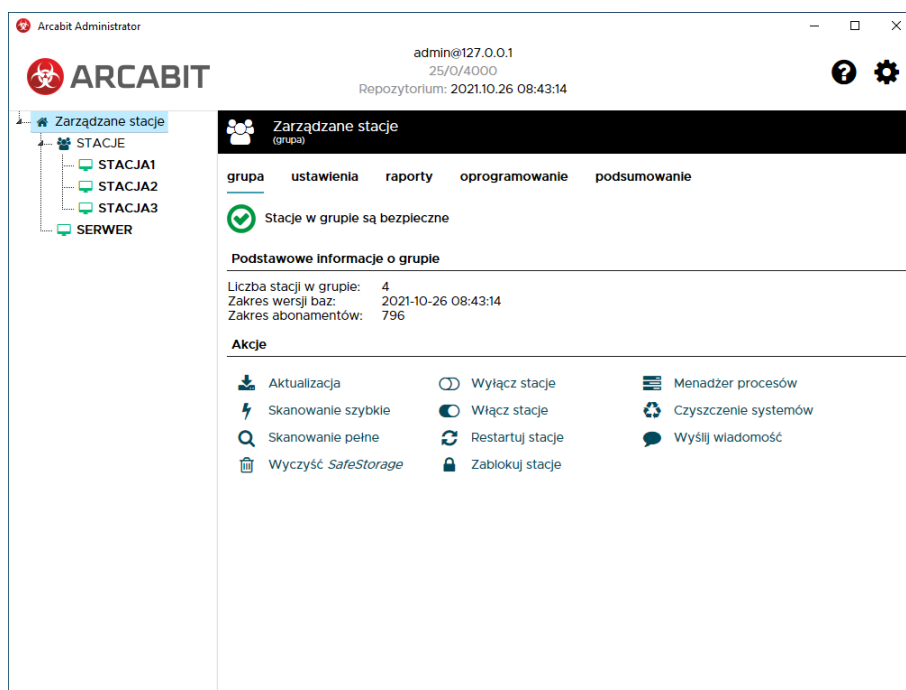 Arcabit Administrator
ARCABIT
admin@127.0.0.1
25/0/4000
Repozytorium: 2021.10.26 08:43:14
Zarządzane stacje
STACJE
STACJA1
STACJA2
STACJA3
SERWER
Zarządzane stacje
(grupa)
grupa ustawienia raporty oprogramowanie podsumowanie
Stacje w grupie są bezpieczne
Podstawowe informacje o grupie
Liczba stacji w grupie: 4
Zakres wersji baz: 2021-10-26 08:43:14
Zakres abonamentów: 796
Akcje
Aktualizacja Wyłącz stacje Menadżer procesów
Skanowanie szybkie Włącz stacje Czyszczenie systemów
Skanowanie pełne Restartuj stacje Wyślij wiadomość
Wyczyść SafeStorage Zablokuj stacje